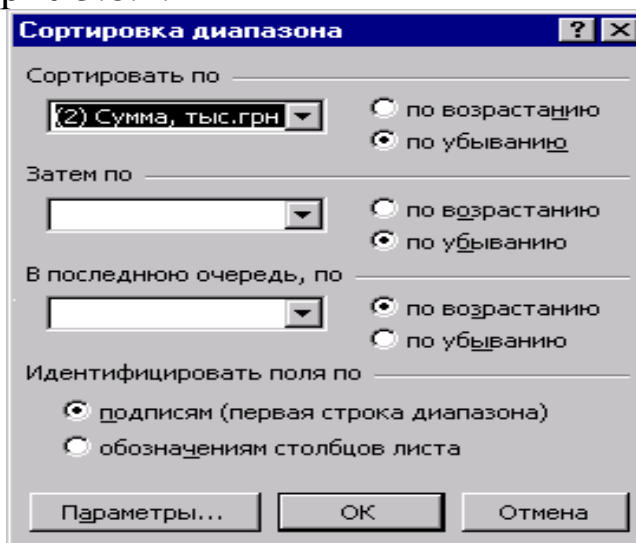 Сортировка диапазона
Сортировать по
(2) Сумма, тыс.грн
по возрастанию
по убыванию
Затем по
по возрастанию
по убыванию
В последнюю очередь, по
по возрастанию
по убыванию
Идентифицировать поля по
подписям (первая строка диапазона)
обозначениям столбцов листа
Параметры... OK Отмена